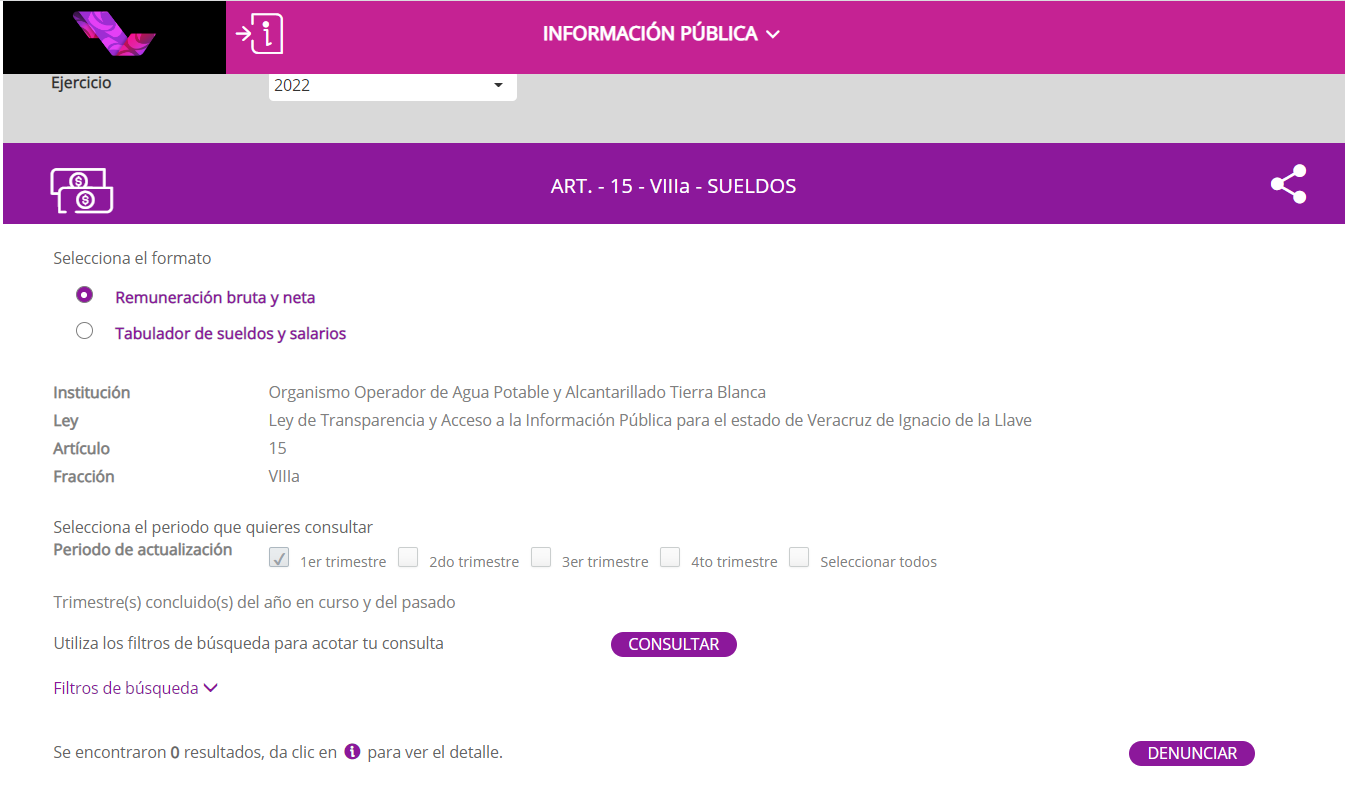 INFORMACIÓN PÚBLICA
Ejercicio 2022
ART. - 15 - VIIIa - SUELDOS
Selecciona el formato
Remuneración bruta y neta
Tabulador de sueldos y salarios
Institución Organismo Operador de Agua Potable y Alcantarillado Tierra Blanca
Ley Ley de Transparencia y Acceso a la Información Pública para el estado de Veracruz de Ignacio de la Llave
Artículo 15
Fracción VIIIa
Selecciona el periodo que quieres consultar
Periodo de actualización 1er trimestre 2do trimestre 3er trimestre 4to trimestre Seleccionar todos
Trimestre(s) concluido(s) del año en curso y del pasado
Utiliza los filtros de búsqueda para acotar tu consulta CONSULTAR
Filtros de búsqueda
Se encontraron 0 resultados, da clic en i para ver el detalle. DENUNCIAR